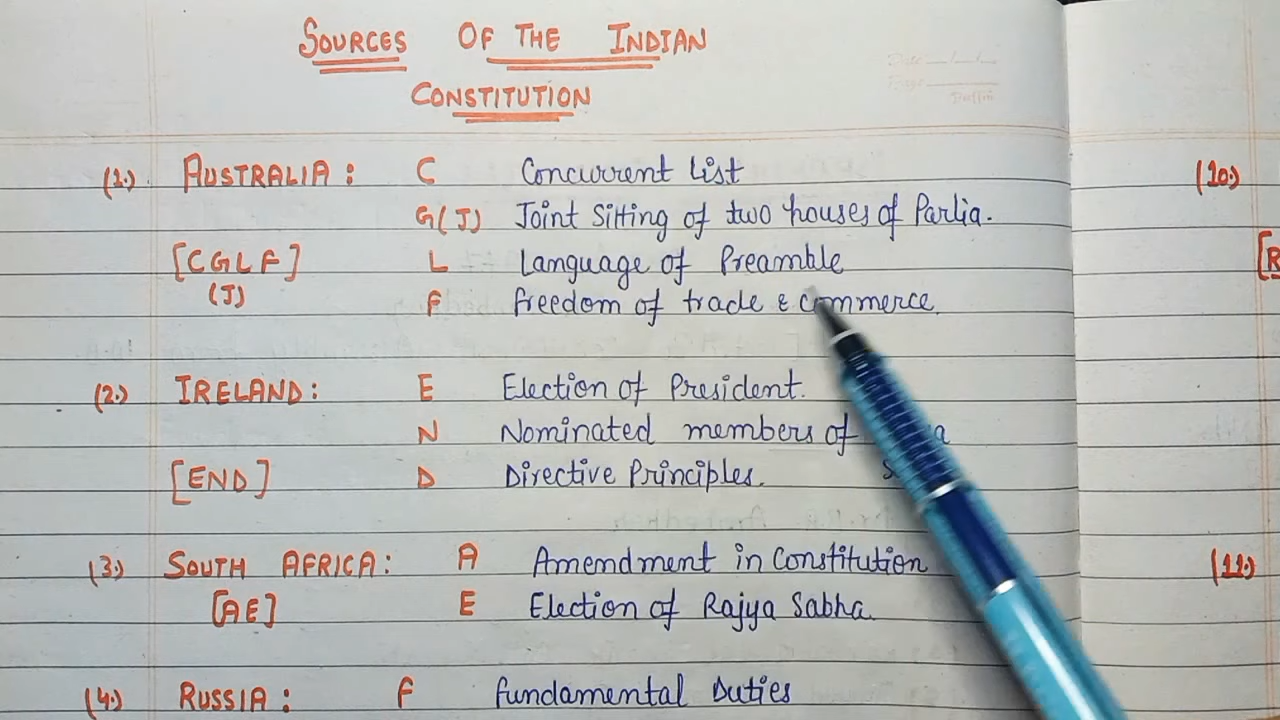 SOURCES OF THE INDIAN
CONSTITUTION
(1.) AUSTRALIA : C Concurrent list
G(J) Joint Sitting of two houses of Parlia.
[CGLF] L Language of Preamble
(J) F freedom of trade & commerce.
(2.) IRELAND : E Election of President.
N Nominated members of
[END] D Directive Principles.
(3.) SOUTH AFRICA : A Amendment in Constitution
[AE] E Election of Rajya Sabha.
(4.) RUSSIA : F fundamental Duties
(10.)
[R
(11.)